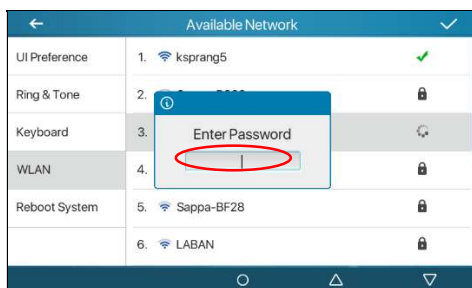 Available Network
UI Preference
1. ksprang5
Ring & Tone
2.
Keyboard
3.
Enter Password
WLAN
4.
Reboot System
5. Sappa-BF28
6. LABAN